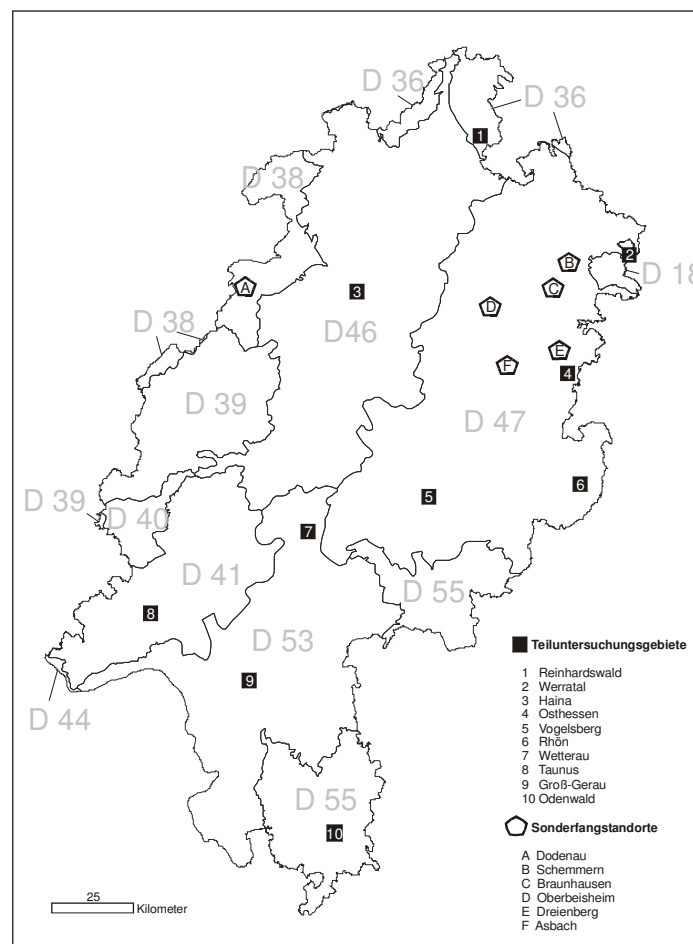 D 36
D 36
1
D 38
2
B
D 18
A
C
3
D
D 38
D46
E
F
4
D 39
D 47
6
5
D 39
D 40
7
D 41
D 55
8
D 53
9
D 44
D 55
10
Teiluntersuchungsgebiete
1 Reinhardswald
2 Werratal
3 Haina
4 Osthessen
5 Vogelsberg
6 Rhön
7 Wetterau
8 Taunus
9 Groß-Gerau
10 Odenwald
Sonderfangstandorte
A Dodenau
B Schemmern
C Braunhausen
D Oberbeisheim
E Dreienberg
F Asbach
25
Kilometer